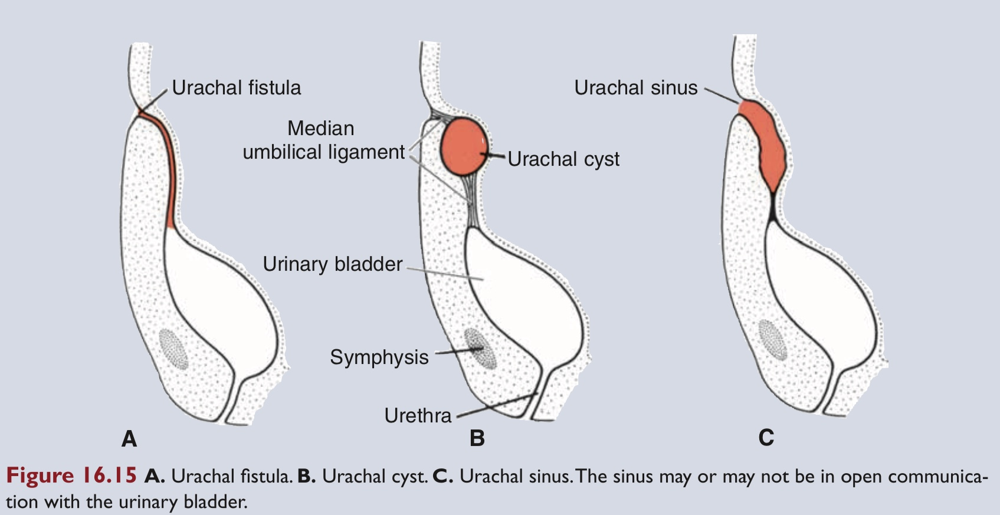 Urachal fistula
Median
umbilical ligament
Urachal cyst
Urachal sinus
Urinary bladder
Symphysis
Urethra
A
B
C
Figure 16.15 A. Urachal fistula. B. Urachal cyst. C. Urachal sinus. The sinus may or may not be in open communica-
tion with the urinary bladder.